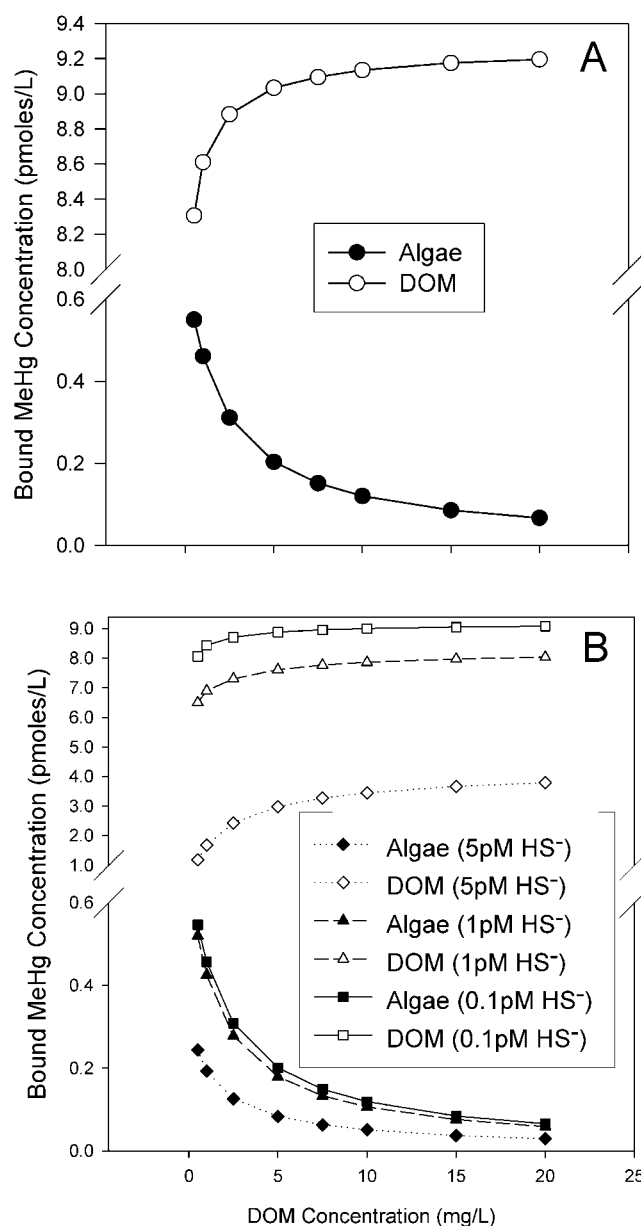 A
9.4
9.2
9.0
8.8
8.6
8.4
8.2
8.0
0.6
0.4
0.2
0.0
Bound MeHg Concentration (pmoles/L)
Algae
DOM
B
9.0
8.0
7.0
6.0
5.0
4.0
3.0
2.0
1.0
0.6
0.4
0.2
0.0
Bound MeHg Concentration (pmoles/L)
Algae (5pM HS⁻)
DOM (5pM HS⁻)
Algae (1pM HS⁻)
DOM (1pM HS⁻)
Algae (0.1pM HS⁻)
DOM (0.1pM HS⁻)
0 5 10 15 20 25
DOM Concentration (mg/L)